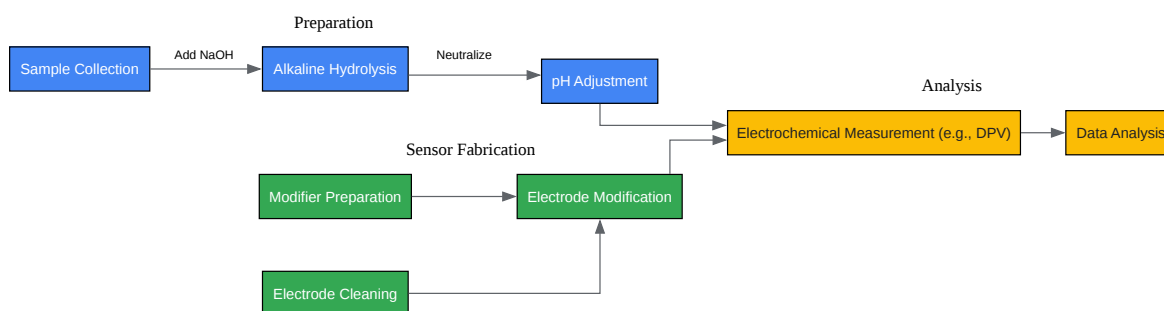 Preparation
Sample Collection
Add NaOH
Alkaline Hydrolysis
Neutralize
pH Adjustment
Analysis
Electrochemical Measurement (e.g., DPV)
Data Analysis
Sensor Fabrication
Modifier Preparation
Electrode Modification
Electrode Cleaning